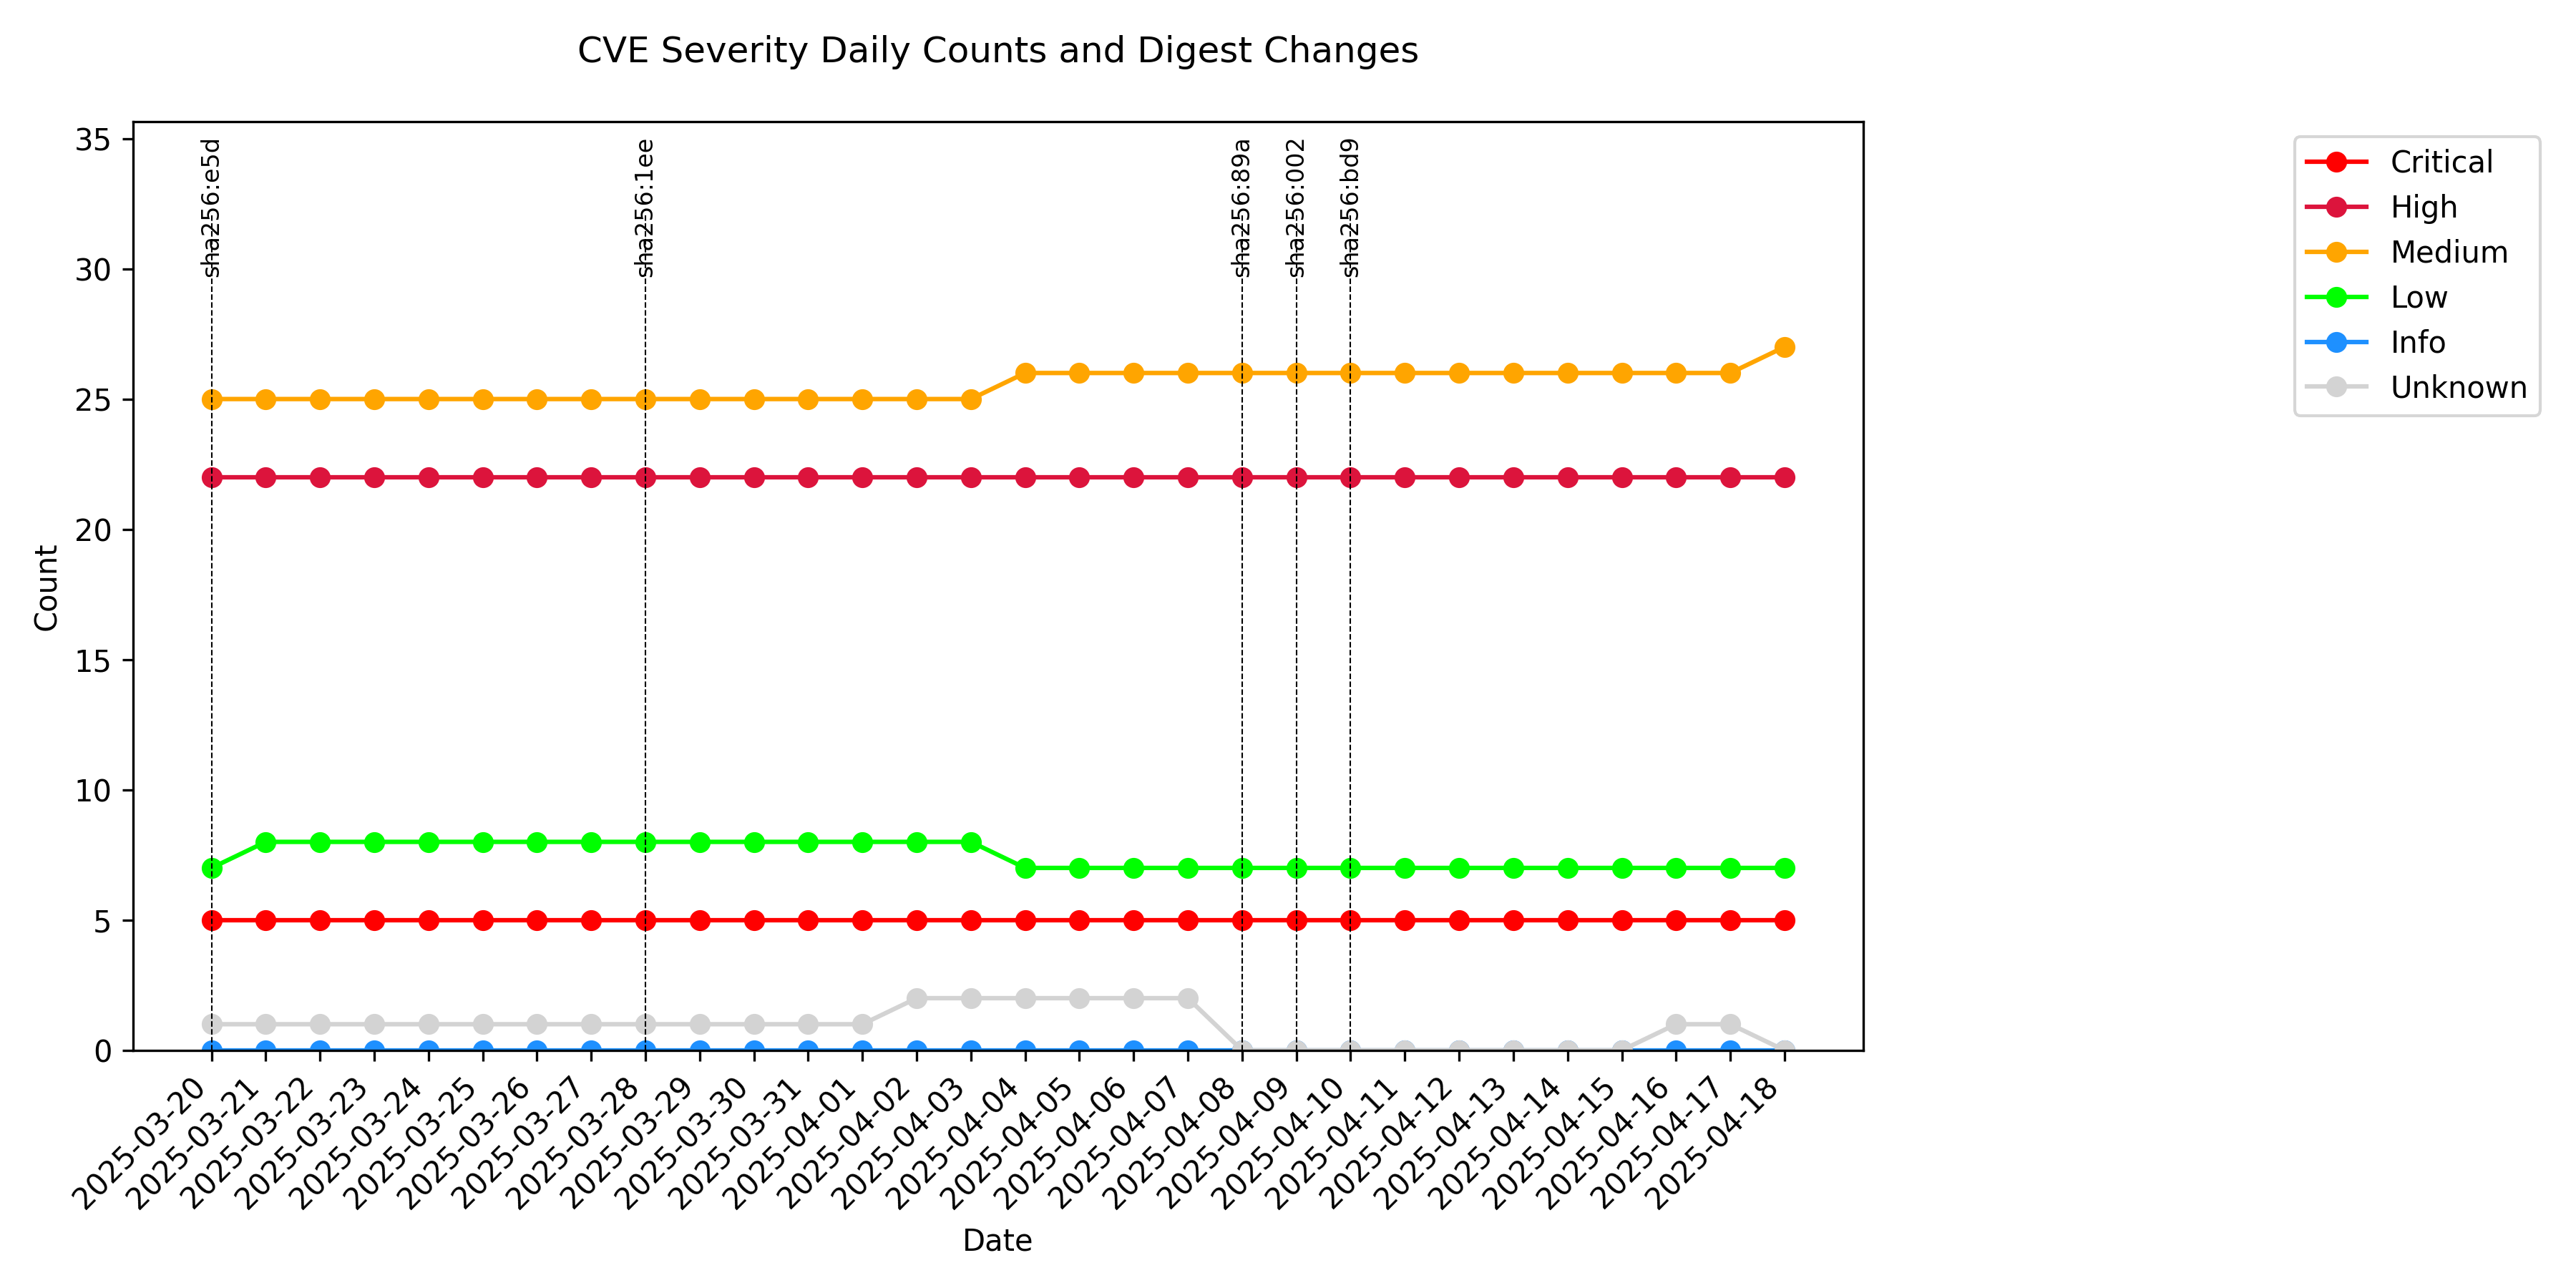 CVE Severity Daily Counts and Digest Changes
35
30
25
20
15
10
5
0
Count
sha256:e5d
sha256:1ee
sha256:89a
sha256:002
sha256:bd9
Critical
High
Medium
Low
Info
Unknown
2025-03-20
2025-03-21
2025-03-22
2025-03-23
2025-03-24
2025-03-25
2025-03-26
2025-03-27
2025-03-28
2025-03-29
2025-03-30
2025-03-31
2025-04-01
2025-04-02
2025-04-03
2025-04-04
2025-04-05
2025-04-06
2025-04-07
2025-04-08
2025-04-09
2025-04-10
2025-04-11
2025-04-12
2025-04-13
2025-04-14
2025-04-15
2025-04-16
2025-04-17
2025-04-18
Date